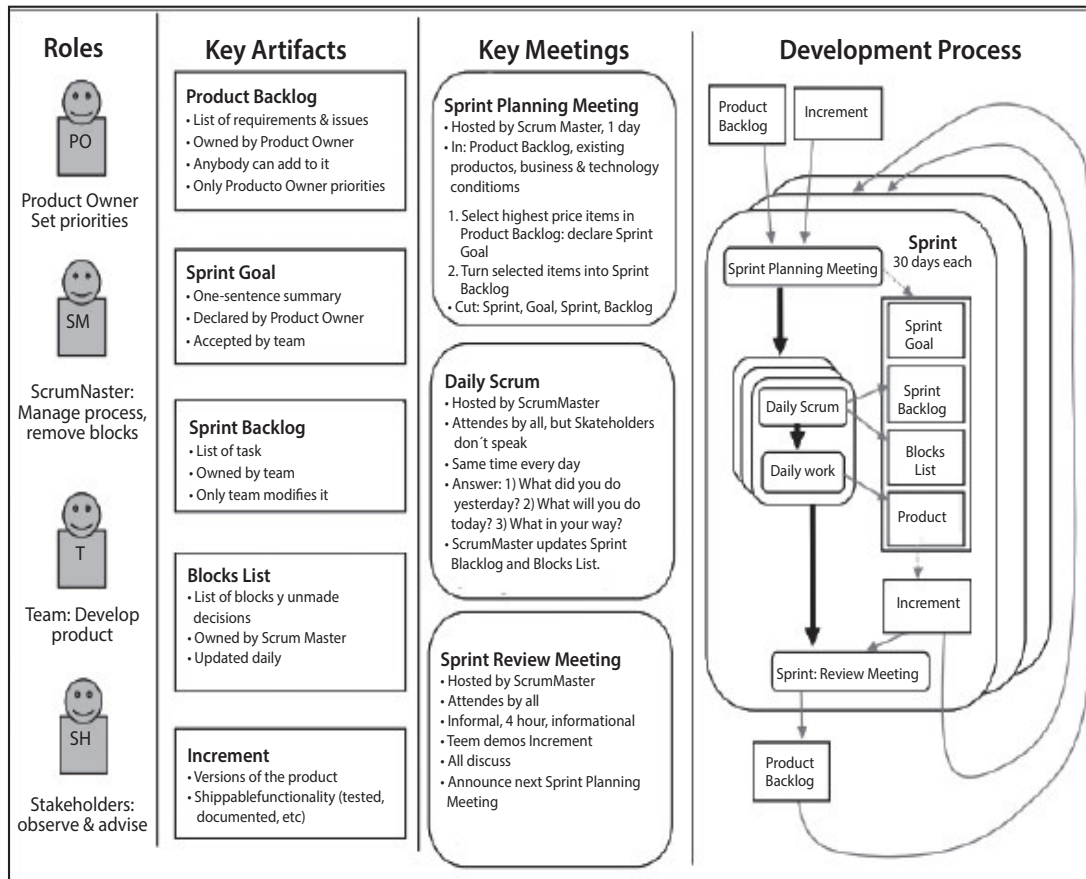 Roles
PO
Product Owner
Set priorities
SM
ScrumNaster:
Manage process,
remove blocks
T
Team: Develop
product
SH
Stakeholders:
observe & advise
Key Artifacts
Product Backlog
• List of requirements & issues
• Owned by Product Owner
• Anybody can add to it
• Only Producto Owner priorities
Sprint Goal
• One-sentence summary
• Declared by Product Owner
• Accepted by team
Sprint Backlog
• List of task
• Owned by team
• Only team modifies it
Blocks List
• List of blocks y unmade
decisions
• Owned by Scrum Master
• Updated daily
Increment
• Versions of the product
• Shippablefunctionality (tested,
documented, etc)
Key Meetings
Sprint Planning Meeting
• Hosted by Scrum Master, 1 day
• In: Product Backlog, existing
productos, business & technology
conditioms
1. Select highest price items in
Product Backlog: declare Sprint
Goal
2. Turn selected items into Sprint
Backlog
• Cut: Sprint, Goal, Sprint, Backlog
Daily Scrum
• Hosted by ScrumMaster
• Attendes by all, but Skateholders
don´t speak
• Same time every day
• Answer: 1) What did you do
yesterday? 2) What will you do
today? 3) What in your way?
• ScrumMaster updates Sprint
Blacklog and Blocks List.
Sprint Review Meeting
• Hosted by ScrumMaster
• Attendes by all
• Informal, 4 hour, informational
• Teem demos Increment
• All discuss
• Announce next Sprint Planning
Meeting
Development Process
Product
Backlog
Increment
Sprint
30 days each
Sprint Planning Meeting
Sprint
Goal
Daily Scrum
Sprint
Backlog
Daily work
Blocks
List
Product
Increment
Sprint: Review Meeting
Product
Backlog